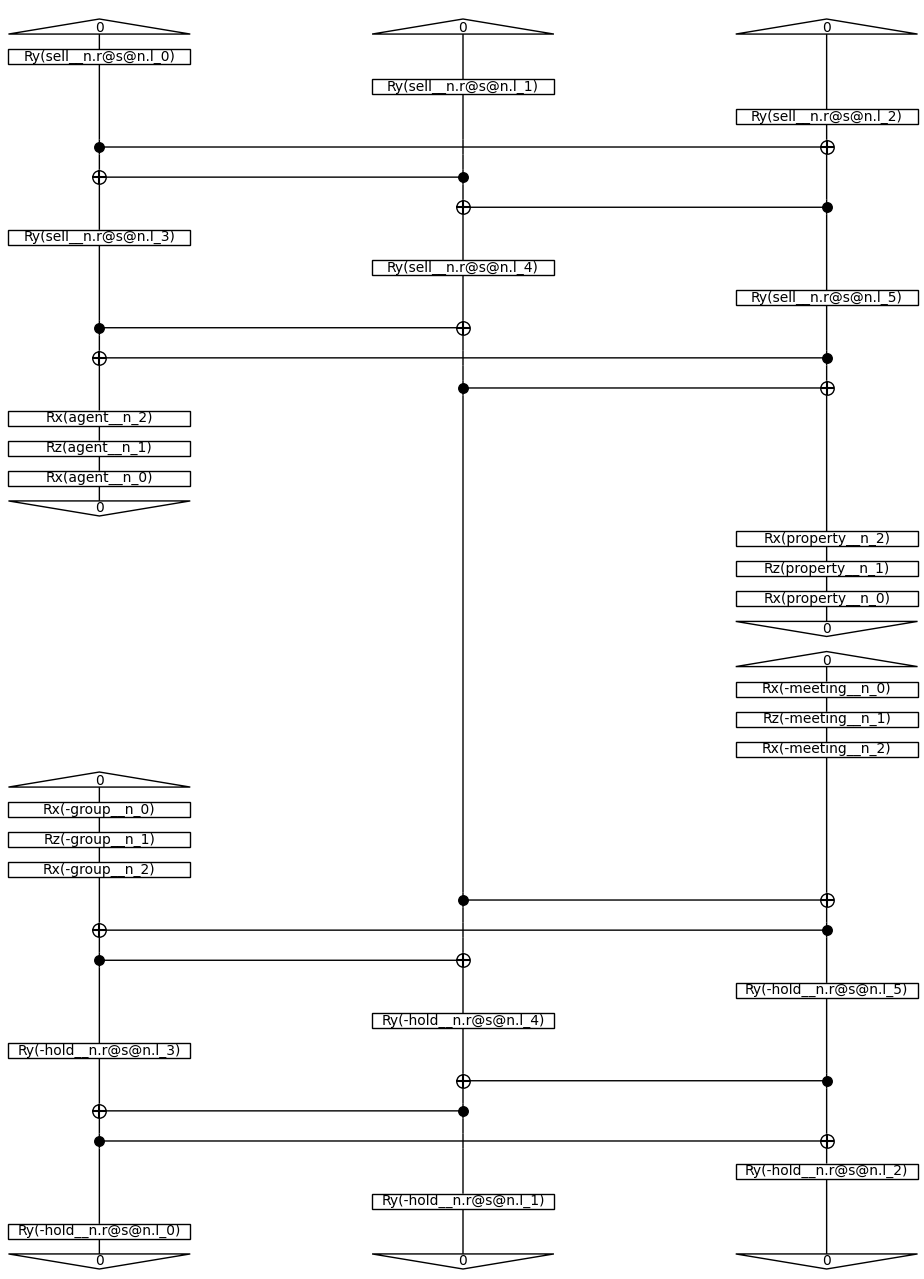 0 0 0
Ry(sell__n.r@s@n.l_0)
Ry(sell__n.r@s@n.l_1)
Ry(sell__n.r@s@n.l_2)
Ry(sell__n.r@s@n.l_3)
Ry(sell__n.r@s@n.l_4)
Ry(sell__n.r@s@n.l_5)
Rx(agent__n_2)
Rz(agent__n_1)
Rx(agent__n_0)
0
Rx(property__n_2)
Rz(property__n_1)
Rx(property__n_0)
0
0
Rx(-meeting__n_0)
Rz(-meeting__n_1)
Rx(-meeting__n_2)
0
Rx(-group__n_0)
Rz(-group__n_1)
Rx(-group__n_2)
Ry(-hold__n.r@s@n.l_5)
Ry(-hold__n.r@s@n.l_4)
Ry(-hold__n.r@s@n.l_3)
Ry(-hold__n.r@s@n.l_2)
Ry(-hold__n.r@s@n.l_1)
Ry(-hold__n.r@s@n.l_0)
0 0 0